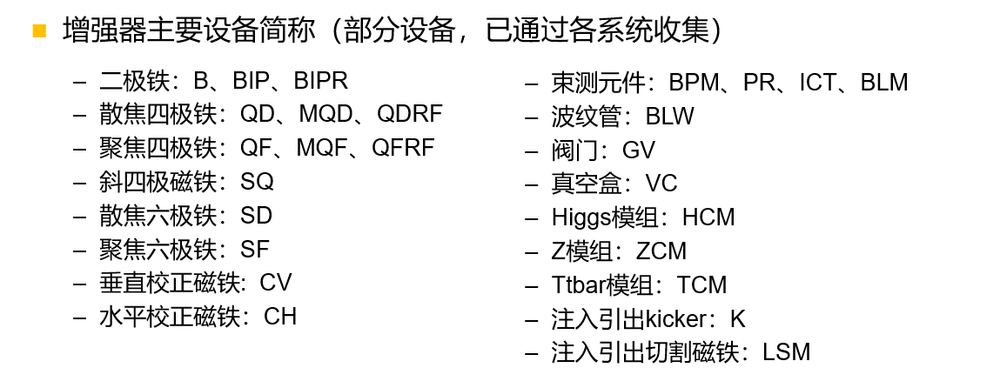 增强器主要设备简称（部分设备，已通过各系统收集）
– 二极铁：B、BIP、BIPR
– 散焦四极铁：QD、MQD、QDRF
– 聚焦四极铁：QF、MQF、QFRF
– 斜四极磁铁：SQ
– 散焦六极铁：SD
– 聚焦六极铁：SF
– 垂直校正磁铁: CV
– 水平校正磁铁：CH
– 束测元件：BPM、PR、ICT、BLM
– 波纹管：BLW
– 阀门：GV
– 真空盒：VC
– Higgs模组：HCM
– Z模组：ZCM
– Ttbar模组：TCM
– 注入引出kicker：K
– 注入引出切割磁铁：LSM